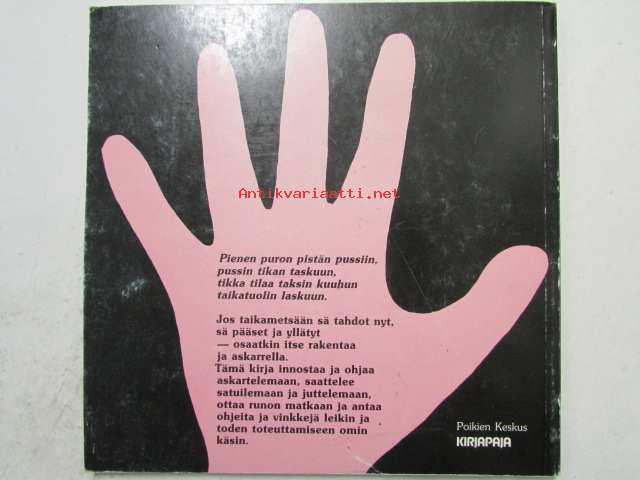 Antikvariaatti.net
Pienen puron pistän pussiin,
pussin tikan taskuun,
tikka tilaa taksin kuuhun
taikatuolin laskuun.
Jos taikametsään sä tahdot nyt,
sä pääset ja yllätyt
— osaatkin itse rakentaa
ja askarrella.
Tämä kirja innostaa ja ohjaa
askartelemaan, saattelee
satuilemaan ja juttelemaan,
ottaa runon matkaan ja antaa
ohjeita ja vinkkejä leikin ja
toden toteuttamiseen omin
käsin.
Poikien Keskus
KIRJAPAJA